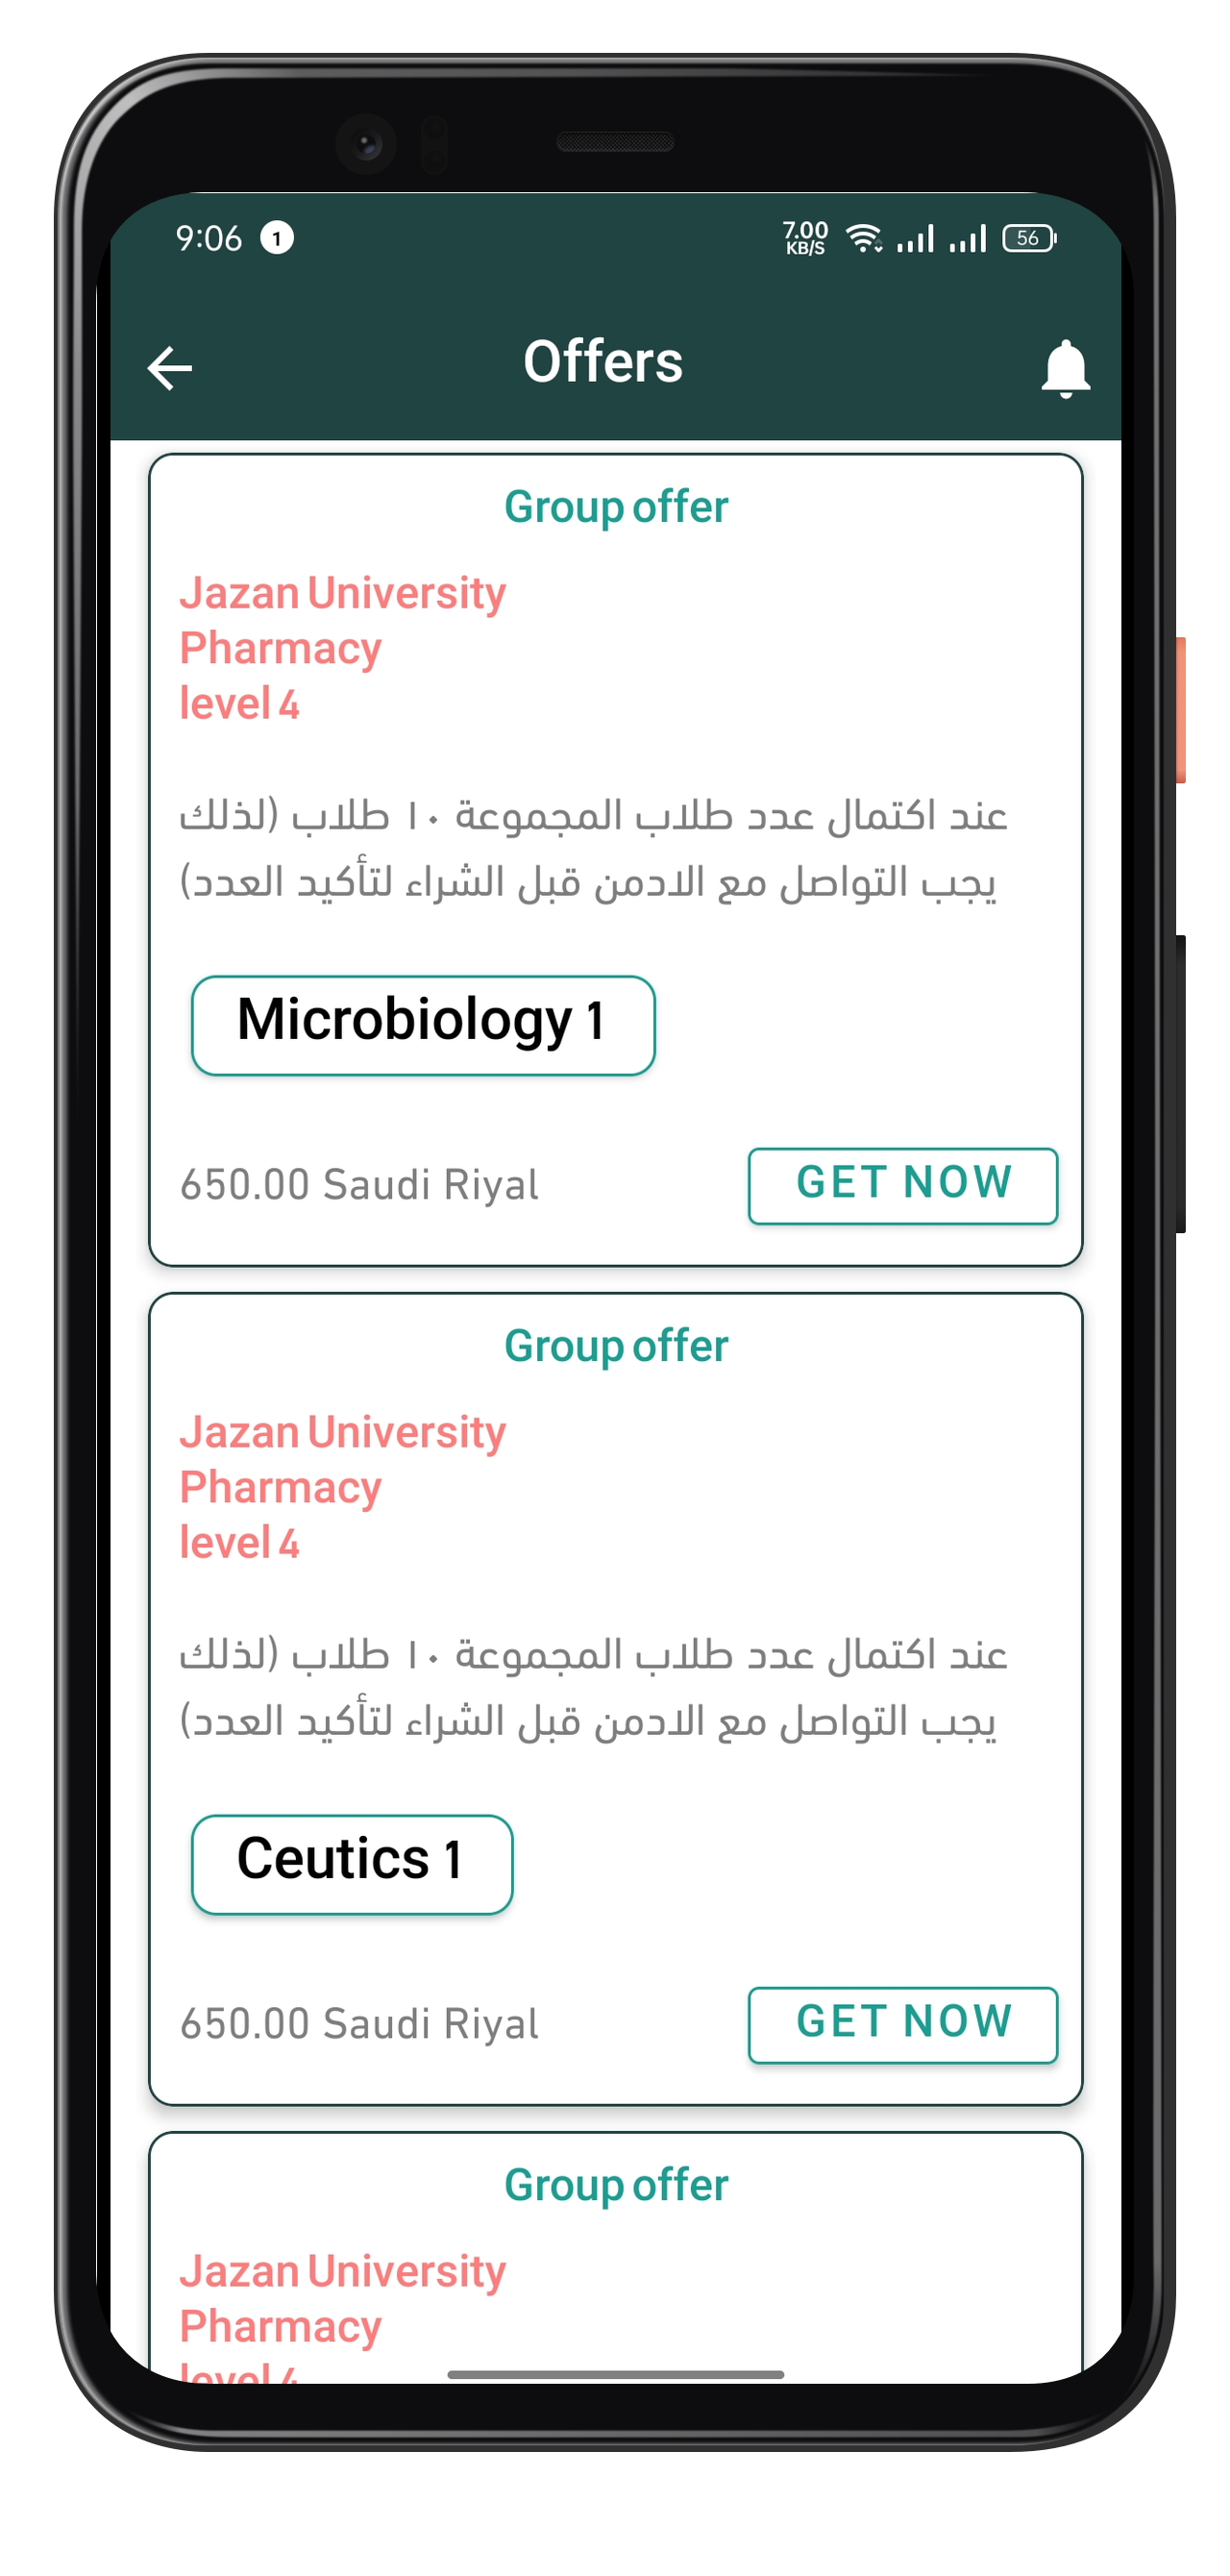 9:06 1 7.00 KB/S 56
Offers
Group offer
Jazan University
Pharmacy
level 4
عند اكتمال عدد طلاب المجموعة ١٠ طلاب (لذلك
يجب التواصل مع الادمن قبل الشراء لتأكيد العدد)
Microbiology 1
650.00 Saudi Riyal GET NOW
Group offer
Jazan University
Pharmacy
level 4
عند اكتمال عدد طلاب المجموعة ١٠ طلاب (لذلك
يجب التواصل مع الادمن قبل الشراء لتأكيد العدد)
Ceutics 1
650.00 Saudi Riyal GET NOW
Group offer
Jazan University
Pharmacy
level 4